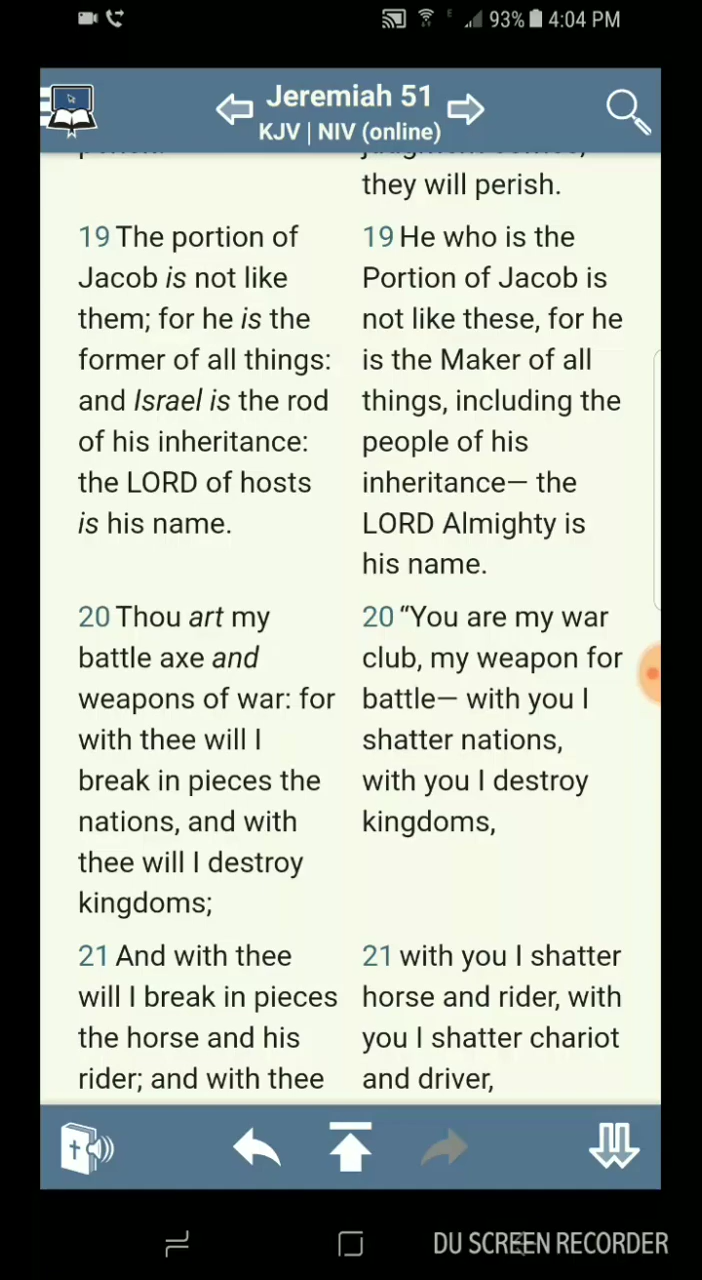 93% 4:04 PM
Jeremiah 51
KJV | NIV (online)
they will perish.
19 The portion of
Jacob is not like
them; for he is the
former of all things:
and Israel is the rod
of his inheritance:
the LORD of hosts
is his name.
19 He who is the
Portion of Jacob is
not like these, for he
is the Maker of all
things, including the
people of his
inheritance— the
LORD Almighty is
his name.
20 Thou art my
battle axe and
weapons of war: for
with thee will I
break in pieces the
nations, and with
thee will I destroy
kingdoms;
20 “You are my war
club, my weapon for
battle— with you I
shatter nations,
with you I destroy
kingdoms,
21 And with thee
will I break in pieces
the horse and his
rider; and with thee
21 with you I shatter
horse and rider, with
you I shatter chariot
and driver,
DU SCREEN RECORDER